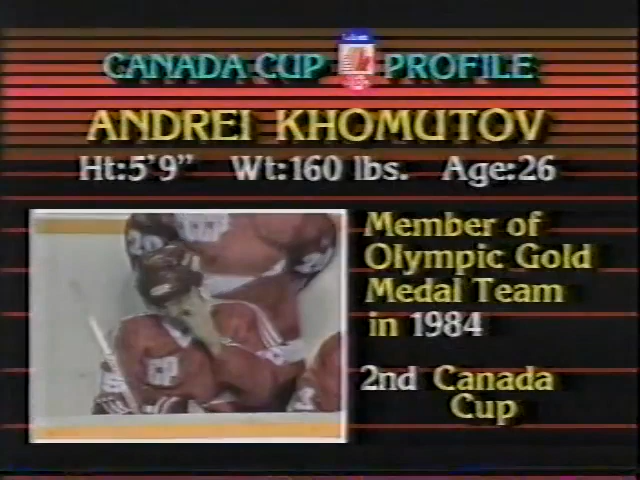 CANADA CUP PROFILE
ANDREI KHOMUTOV
Ht:5'9" Wt:160 lbs. Age:26
Member of
Olympic Gold
Medal Team
in 1984
2nd Canada
Cup
20